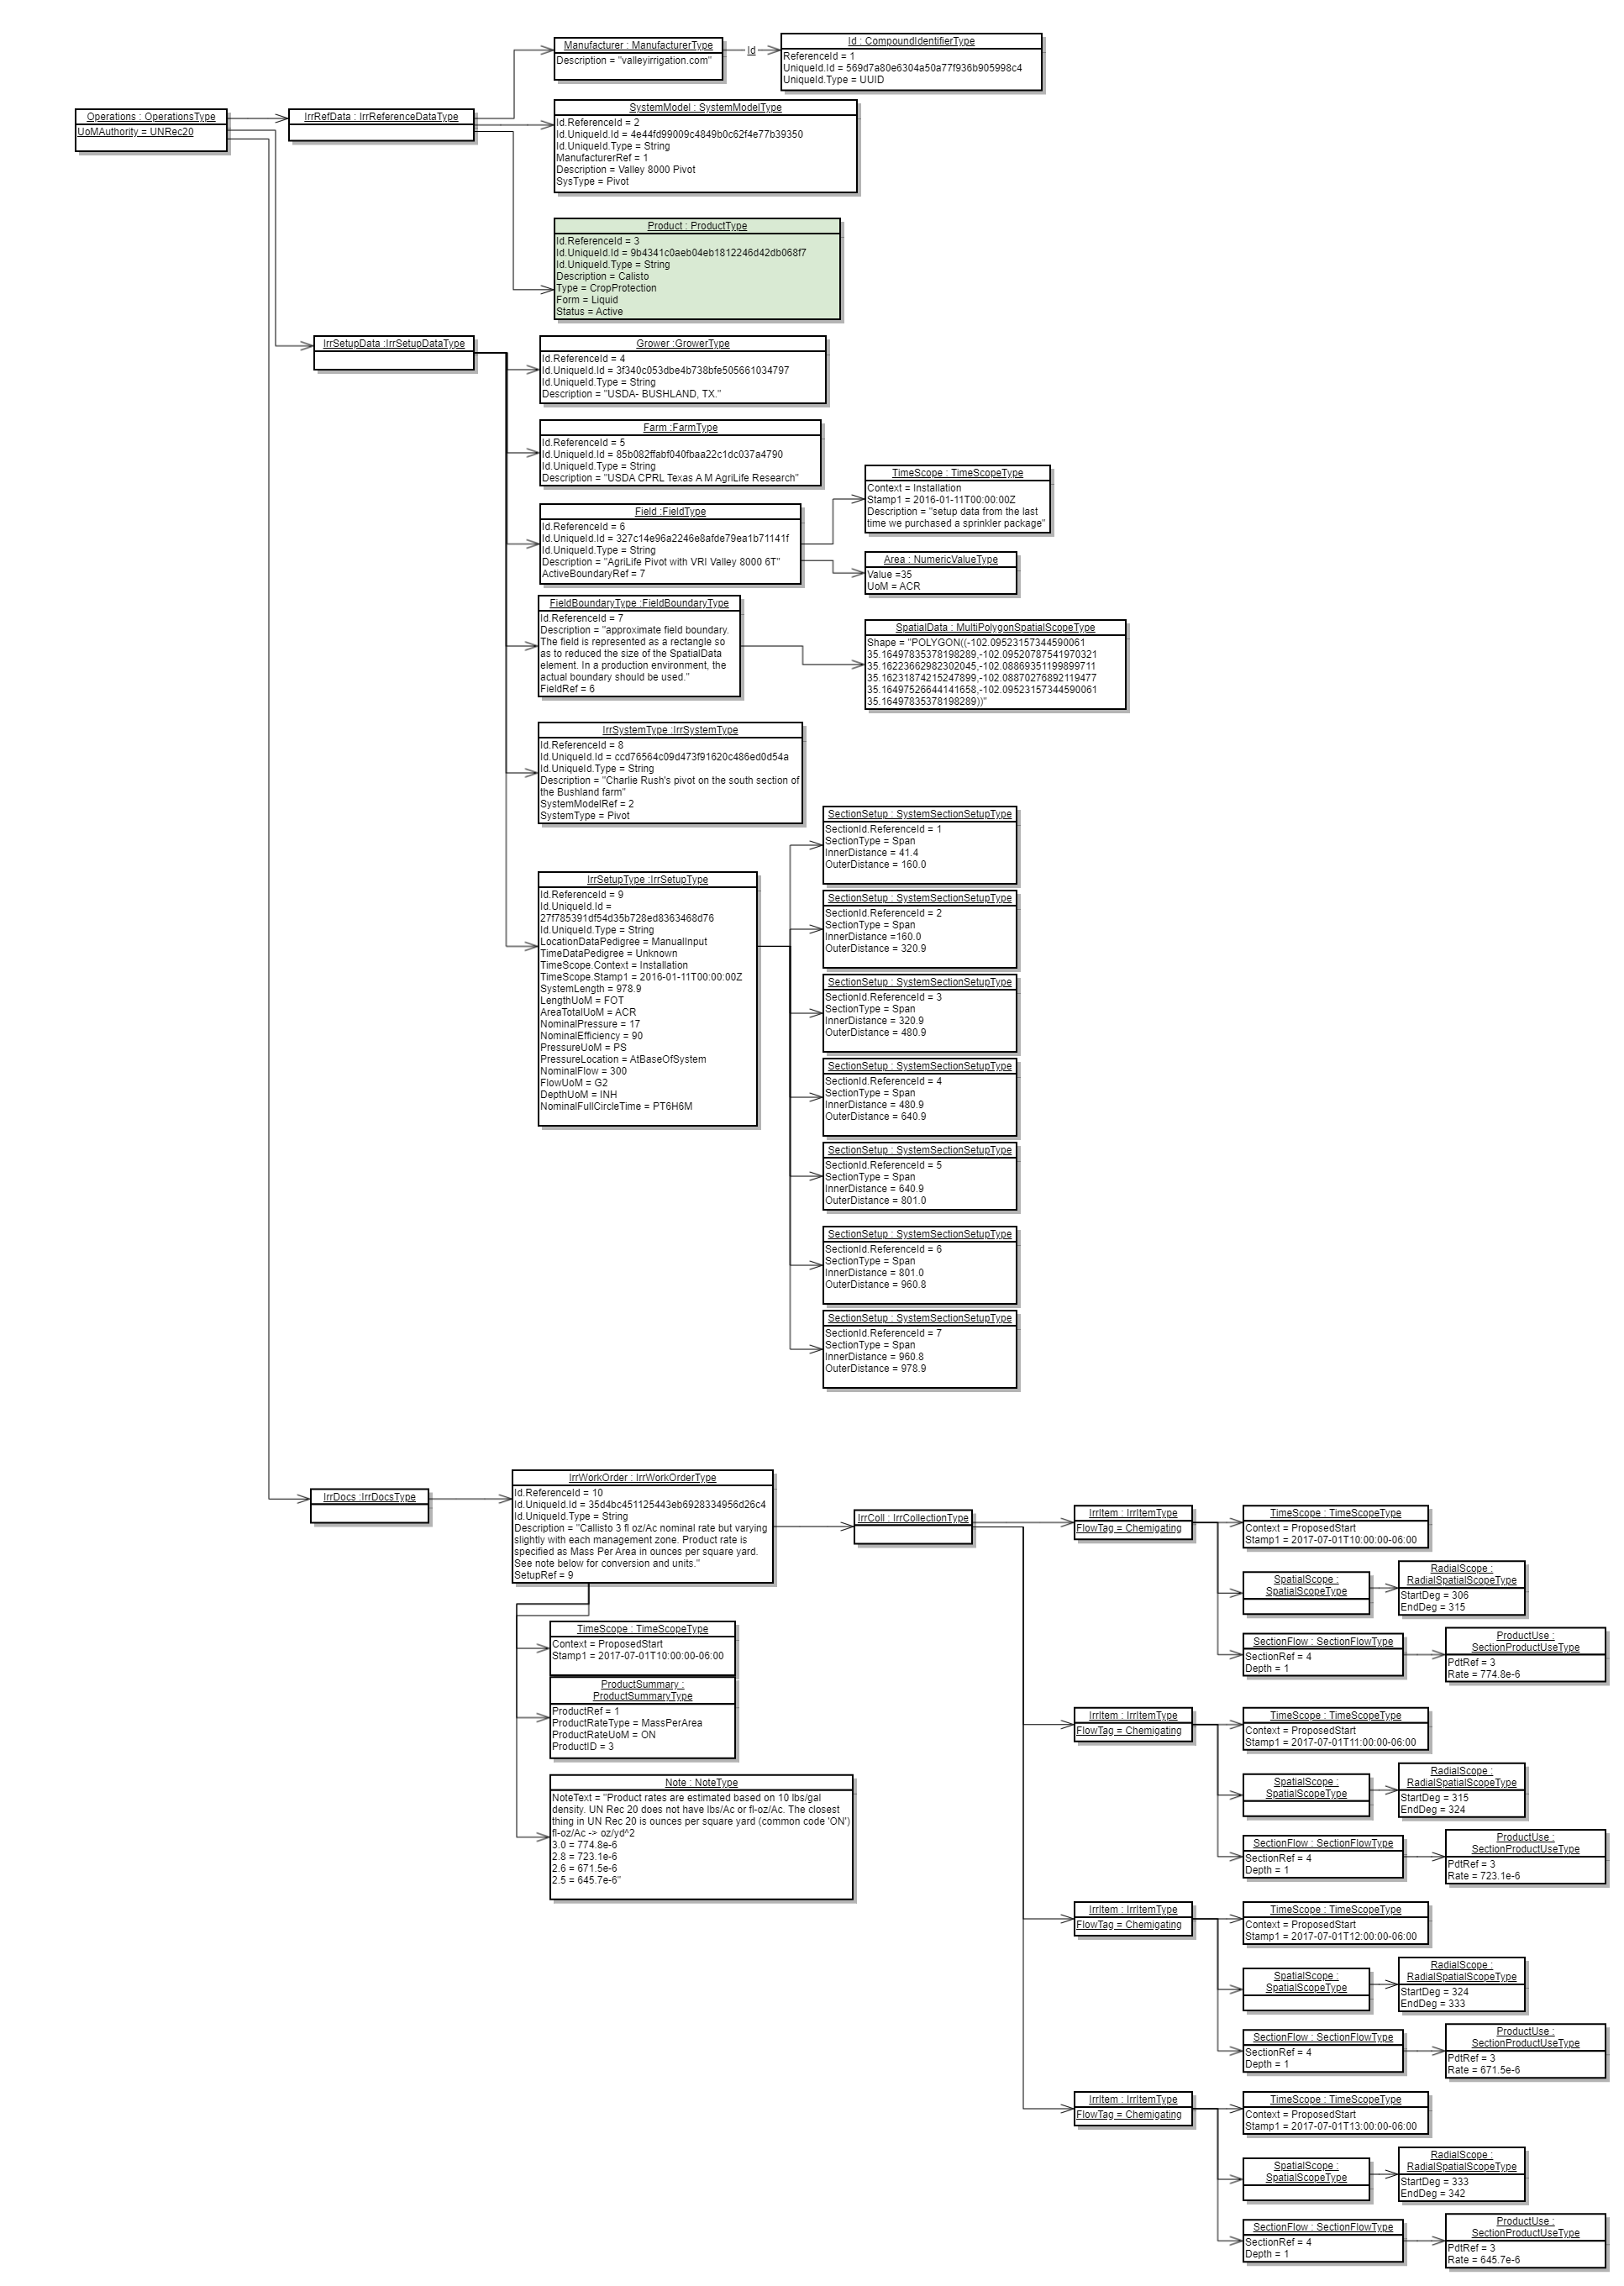 Manufacturer : ManufacturerType
Description = "valleyirrigation.com"
Id
Id : CompoundIdentifierType
ReferenceId = 1
UniqueId.Id = 569d7a80e6304a50a77f936b905998c4
UniqueId.Type = UUID
Operations : OperationsType
UoMAuthority = UNRec20
IrrRefData : IrrReferenceDataType
SystemModel : SystemModelType
Id.ReferenceId = 2
Id.UniqueId.Id = 4e44fd99009c4849b0c62f4e77b39350
Id.UniqueId.Type = String
ManufacturerRef = 1
Description = Valley 8000 Pivot
SysType = Pivot
Product : ProductType
Id.ReferenceId = 3
Id.UniqueId.Id = 9b4341c0aeb04eb1812246d42db068f7
Id.UniqueId.Type = String
Description = Calisto
Type = CropProtection
Form = Liquid
Status = Active
IrrSetupData :IrrSetupDataType
Grower :GrowerType
Id.ReferenceId = 4
Id.UniqueId.Id = 3f340c053dbe4b738bfe505661034797
Id.UniqueId.Type = String
Description = "USDA- BUSHLAND, TX."
Farm :FarmType
Id.ReferenceId = 5
Id.UniqueId.Id = 85b082ffabf040fbaa22c1dc037a4790
Id.UniqueId.Type = String
Description = "USDA CPRL Texas A M AgriLife Research"
Field :FieldType
Id.ReferenceId = 6
Id.UniqueId.Id = 327c14e96a2246e8afde79ea1b71141f
Id.UniqueId.Type = String
Description = "AgriLife Pivot with VRI Valley 8000 6T"
ActiveBoundaryRef = 7
TimeScope : TimeScopeType
Context = Installation
Stamp1 = 2016-01-11T00:00:00Z
Description = "setup data from the last
time we purchased a sprinkler package"
Area : NumericValueType
Value =35
UoM = ACR
FieldBoundaryType :FieldBoundaryType
Id.ReferenceId = 7
Description = "approximate field boundary.
The field is represented as a rectangle so
as to reduced the size of the SpatialData
element. In a production environment, the
actual boundary should be used."
FieldRef = 6
SpatialData : MultiPolygonSpatialScopeType
Shape = "POLYGON((-102.09523157344590061
35.16497835378198289,-102.09520787541970321
35.16223662982302045,-102.08869351199899711
35.16231874215247899,-102.08870276892119477
35.16497526644141658,-102.09523157344590061
35.16497835378198289))"
IrrSystemType :IrrSystemType
Id.ReferenceId = 8
Id.UniqueId.Id = ccd76564c09d473f91620c486ed0d54a
Id.UniqueId.Type = String
Description = "Charlie Rush's pivot on the south section of
the Bushland farm"
SystemModelRef = 2
SystemType = Pivot
IrrSetupType :IrrSetupType
Id.ReferenceId = 9
Id.UniqueId.Id =
27f785391df54d35b728ed8363468d76
Id.UniqueId.Type = String
LocationDataPedigree = ManualInput
TimeDataPedigree = Unknown
TimeScope.Context = Installation
TimeScope.Stamp1 = 2016-01-11T00:00:00Z
SystemLength = 978.9
LengthUoM = FOT
AreaTotalUoM = ACR
NominalPressure = 17
NominalEfficiency = 90
PressureUoM = PS
PressureLocation = AtBaseOfSystem
NominalFlow = 300
FlowUoM = G2
DepthUoM = INH
NominalFullCircleTime = PT6H6M
SectionSetup : SystemSectionSetupType
SectionId.ReferenceId = 1
SectionType = Span
InnerDistance = 41.4
OuterDistance = 160.0
SectionSetup : SystemSectionSetupType
SectionId.ReferenceId = 2
SectionType = Span
InnerDistance =160.0
OuterDistance = 320.9
SectionSetup : SystemSectionSetupType
SectionId.ReferenceId = 3
SectionType = Span
InnerDistance = 320.9
OuterDistance = 480.9
SectionSetup : SystemSectionSetupType
SectionId.ReferenceId = 4
SectionType = Span
InnerDistance = 480.9
OuterDistance = 640.9
SectionSetup : SystemSectionSetupType
SectionId.ReferenceId = 5
SectionType = Span
InnerDistance = 640.9
OuterDistance = 801.0
SectionSetup : SystemSectionSetupType
SectionId.ReferenceId = 6
SectionType = Span
InnerDistance = 801.0
OuterDistance = 960.8
SectionSetup : SystemSectionSetupType
SectionId.ReferenceId = 7
SectionType = Span
InnerDistance = 960.8
OuterDistance = 978.9
IrrDocs :IrrDocsType
IrrWorkOrder : IrrWorkOrderType
Id.ReferenceId = 10
Id.UniqueId.Id = 35d4bc451125443eb6928334956d26c4
Id.UniqueId.Type = String
Description = "Callisto 3 fl oz/Ac nominal rate but varying
slightly with each management zone. Product rate is
specified as Mass Per Area in ounces per square yard.
See note below for conversion and units."
SetupRef = 9
TimeScope : TimeScopeType
Context = ProposedStart
Stamp1 = 2017-07-01T10:00:00-06:00
ProductSummary :
ProductSummaryType
ProductRef = 1
ProductRateType = MassPerArea
ProductRateUoM = ON
ProductID = 3
Note : NoteType
NoteText = "Product rates are estimated based on 10 lbs/gal
density. UN Rec 20 does not have lbs/Ac or fl-oz/Ac. The closest
thing in UN Rec 20 is ounces per square yard (common code 'ON')
fl-oz/Ac -> oz/yd^2
3.0 = 774.8e-6
2.8 = 723.1e-6
2.6 = 671.5e-6
2.5 = 645.7e-6"
IrrColl : IrrCollectionType
IrrItem : IrrItemType
FlowTag = Chemigating
TimeScope : TimeScopeType
Context = ProposedStart
Stamp1 = 2017-07-01T10:00:00-06:00
SpatialScope :
SpatialScopeType
RadialScope :
RadialSpatialScopeType
StartDeg = 306
EndDeg = 315
SectionFlow : SectionFlowType
SectionRef = 4
Depth = 1
ProductUse :
SectionProductUseType
PdtRef = 3
Rate = 774.8e-6
IrrItem : IrrItemType
FlowTag = Chemigating
TimeScope : TimeScopeType
Context = ProposedStart
Stamp1 = 2017-07-01T11:00:00-06:00
SpatialScope :
SpatialScopeType
RadialScope :
RadialSpatialScopeType
StartDeg = 315
EndDeg = 324
SectionFlow : SectionFlowType
SectionRef = 4
Depth = 1
ProductUse :
SectionProductUseType
PdtRef = 3
Rate = 723.1e-6
IrrItem : IrrItemType
FlowTag = Chemigating
TimeScope : TimeScopeType
Context = ProposedStart
Stamp1 = 2017-07-01T12:00:00-06:00
SpatialScope :
SpatialScopeType
RadialScope :
RadialSpatialScopeType
StartDeg = 324
EndDeg = 333
SectionFlow : SectionFlowType
SectionRef = 4
Depth = 1
ProductUse :
SectionProductUseType
PdtRef = 3
Rate = 671.5e-6
IrrItem : IrrItemType
FlowTag = Chemigating
TimeScope : TimeScopeType
Context = ProposedStart
Stamp1 = 2017-07-01T13:00:00-06:00
SpatialScope :
SpatialScopeType
RadialScope :
RadialSpatialScopeType
StartDeg = 333
EndDeg = 342
SectionFlow : SectionFlowType
SectionRef = 4
Depth = 1
ProductUse :
SectionProductUseType
PdtRef = 3
Rate = 645.7e-6